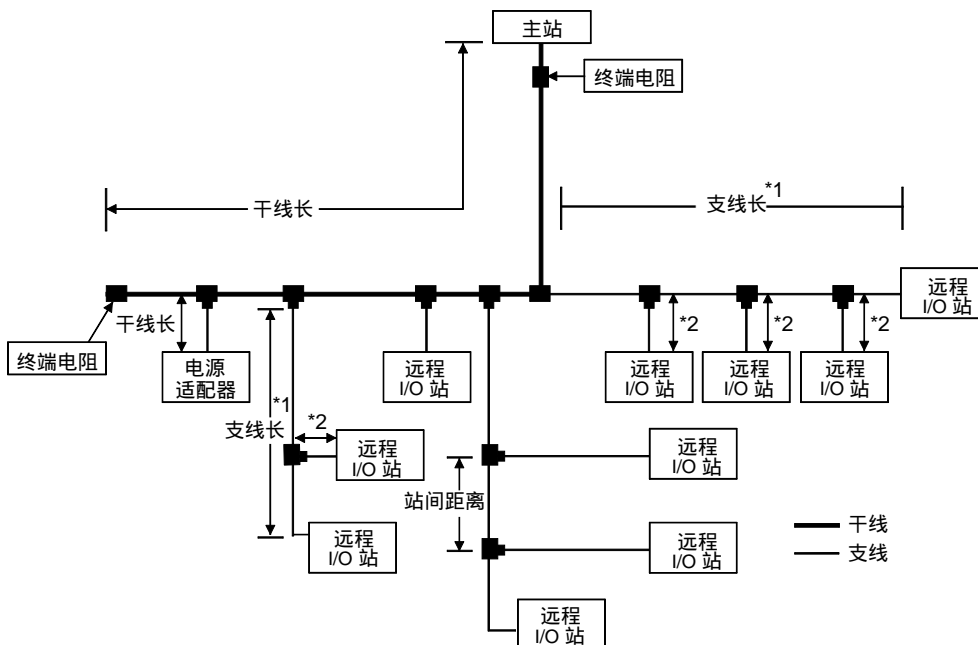 主站
终端电阻
干线长
支线长*1
远程
I/O 站
干线长
*2
*2
*2
终端电阻
电源
适配器
远程
I/O 站
远程
I/O 站
远程
I/O 站
远程
I/O 站
*1
支线长
*2
远程
I/O 站
远程
I/O 站
站间距离
干线
远程
I/O 站
远程
I/O 站
支线
远程
I/O 站